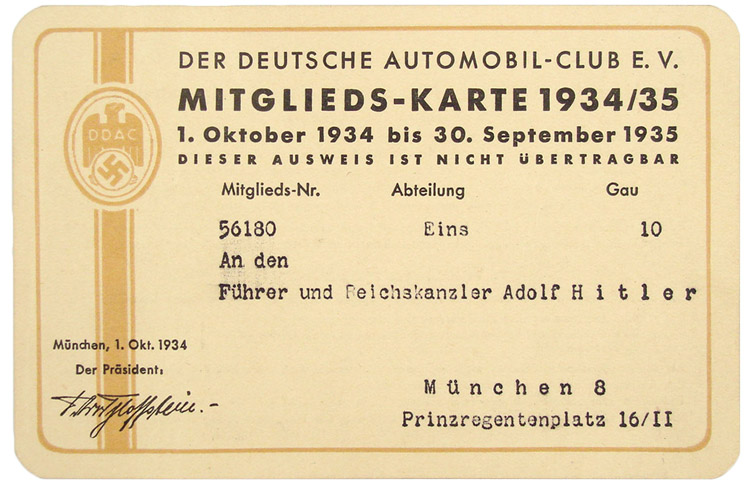 DER DEUTSCHE AUTOMOBIL-CLUB E. V.
MITGLIEDS-KARTE 1934/35
1. Oktober 1934 bis 30. September 1935
DIESER AUSWEIS IST NICHT ÜBERTRAGBAR
DDAC
Mitglieds-Nr. Abteilung Gau
56180 Eins 10
An den
Führer und Reichskanzler Adolf H i t l e r
München, 1. Okt. 1934
Der Präsident:
M ü n c h e n 8
Prinzregentenplatz 16/II